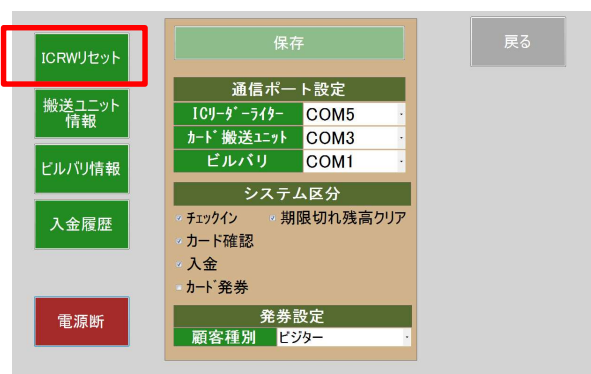 ICRWリセット
搬送ユニット
情報
ビルバリ情報
入金履歴
電源断
保存
通信ポート設定
ICリーダーライター COM5
カード搬送ユニット COM3
ビルバリ COM1
システム区分
チェックイン 期限切れ残高クリア
カード確認
入金
カード発券
発券設定
顧客種別 ビジター
戻る